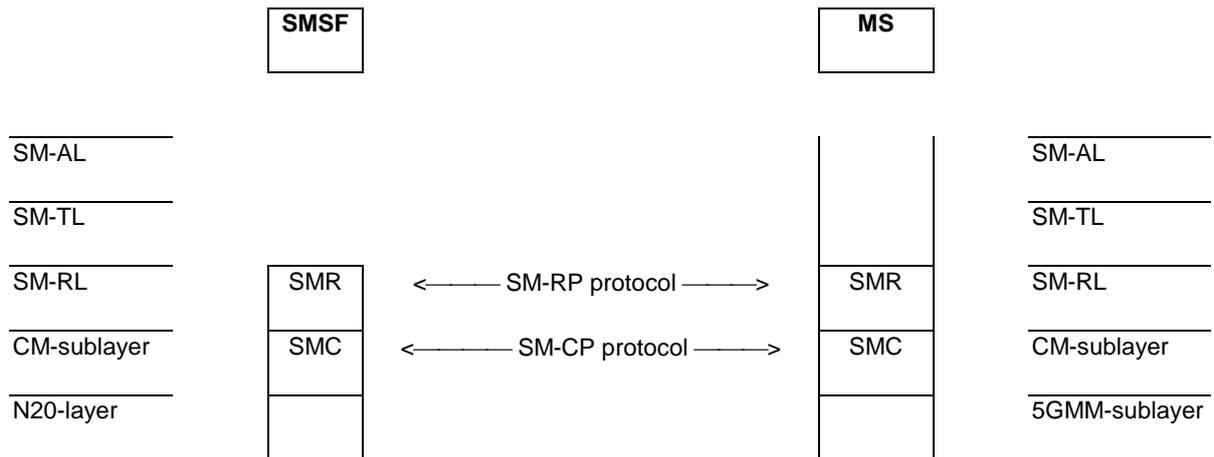 SMSF MS
SM-AL SM-AL
SM-TL SM-TL
SM-RL SMR <——— SM-RP protocol ———> SMR SM-RL
CM-sublayer SMC <———— SM-CP protocol ———> SMC CM-sublayer
N20-layer 5GMM-sublayer